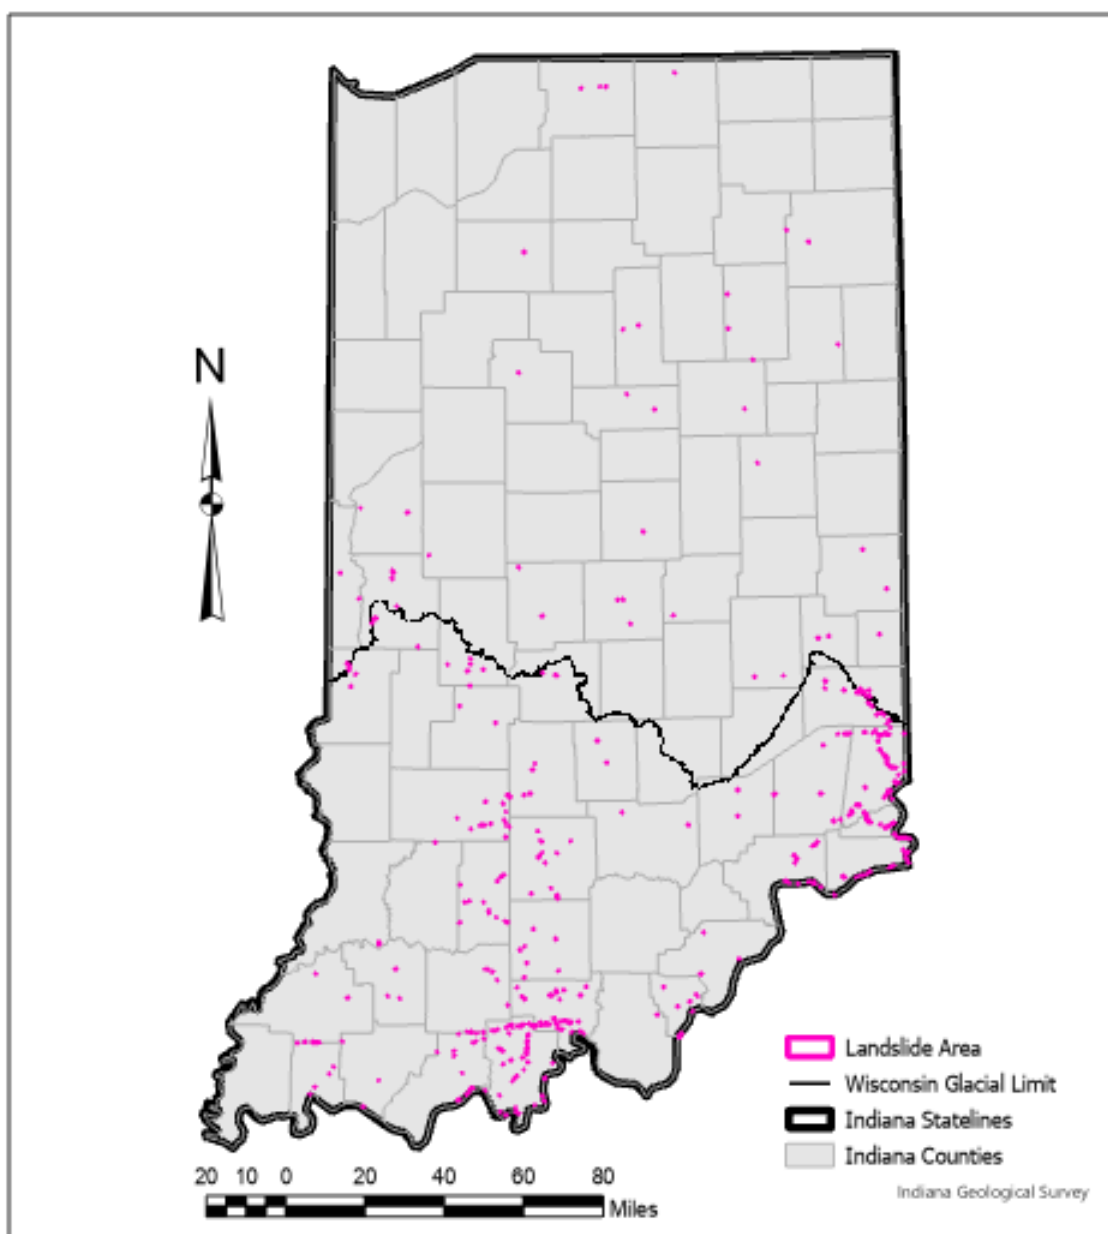 N
Landslide Area
Wisconsin Glacial Limit
Indiana Statelines
Indiana Counties
Indiana Geological Survey
20 10 0 20 40 60 80
Miles